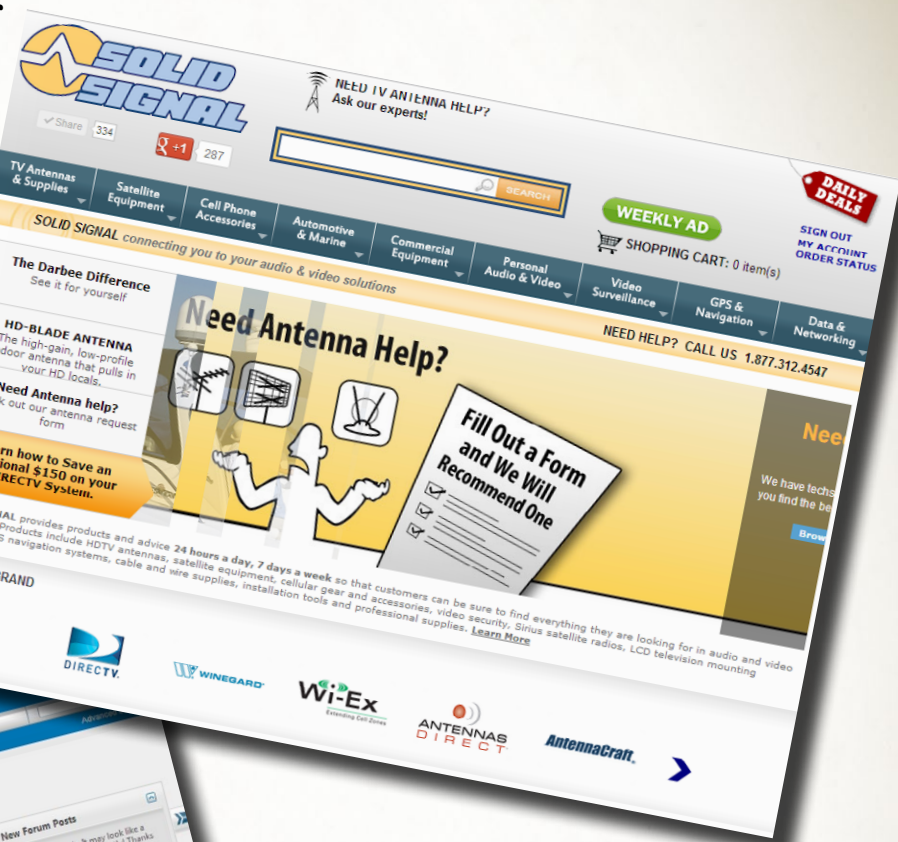 SOLID
SIGNAL
NEED TV ANTENNA HELP?
Ask our experts!
Share
334
+1
287
SEARCH
WEEKLY AD
SHOPPING CART: 0 item(s)
DAILY
DEALS
SIGN OUT
MY ACCOUNT
ORDER STATUS
TV Antennas
& Supplies
Satellite
Equipment
Cell Phone
Accessories
Automotive
& Marine
Commercial
Equipment
Personal
Audio & Video
Video
Surveillance
GPS &
Navigation
Data &
Networking
SOLID SIGNAL connecting you to your audio & video solutions
NEED HELP? CALL US 1.877.312.4547
The Darbee Difference
See it for yourself
HD-BLADE ANTENNA
The high-gain, low-profile
door antenna that pulls in
your HD locals.
Need Antenna help?
k out our antenna request
form
rn how to Save an
ional $150 on your
RECTV System.
Need Antenna Help?
Fill Out a Form
and We Will
Recommend One
Nee
We have techs
you find the be
Brow
NAL provides products and advice 24 hours a day, 7 days a week so that customers can be sure to find everything they are looking for in audio and video
Products include HDTV antennas, satellite equipment, cellular gear and accessories, video security, Sirius satellite radios, LCD television mounting
S navigation systems, cable and wire supplies, installation tools and professional supplies. Learn More
BRAND
DIRECTV
WINEGARD
Wi-Ex
Extending Cell Zones
ANTENNAS
DIRECT
AntennaCraft
Advanced
New Forum Posts
h may look like a
Thanks